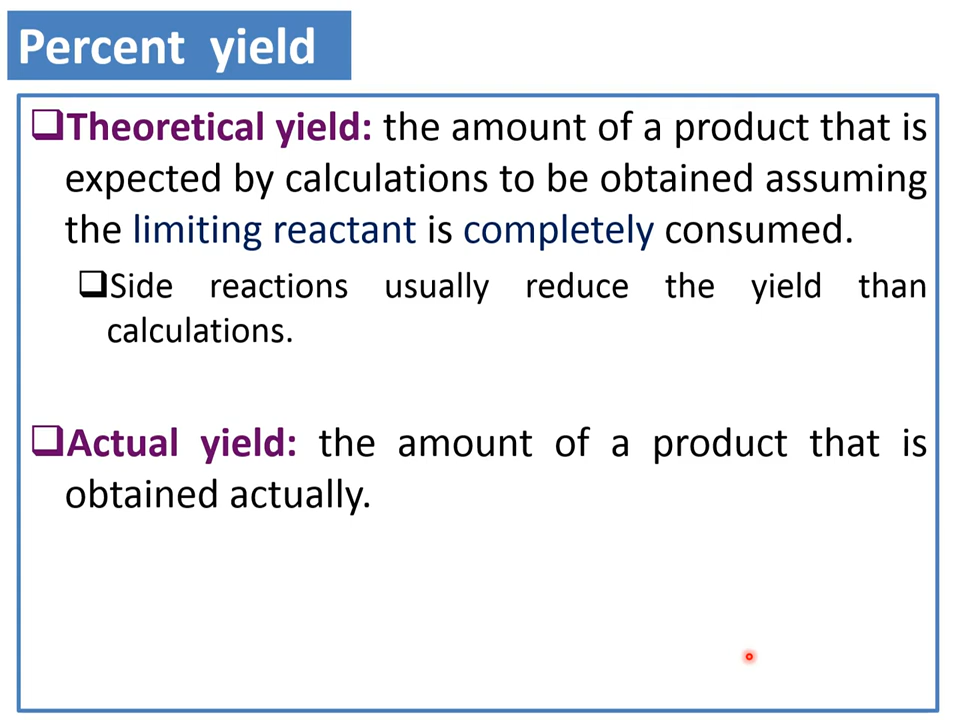 Percent yield
❑Theoretical yield: the amount of a product that is
expected by calculations to be obtained assuming
the limiting reactant is completely consumed.
❑Side reactions usually reduce the yield than
calculations.
❑Actual yield: the amount of a product that is
obtained actually.